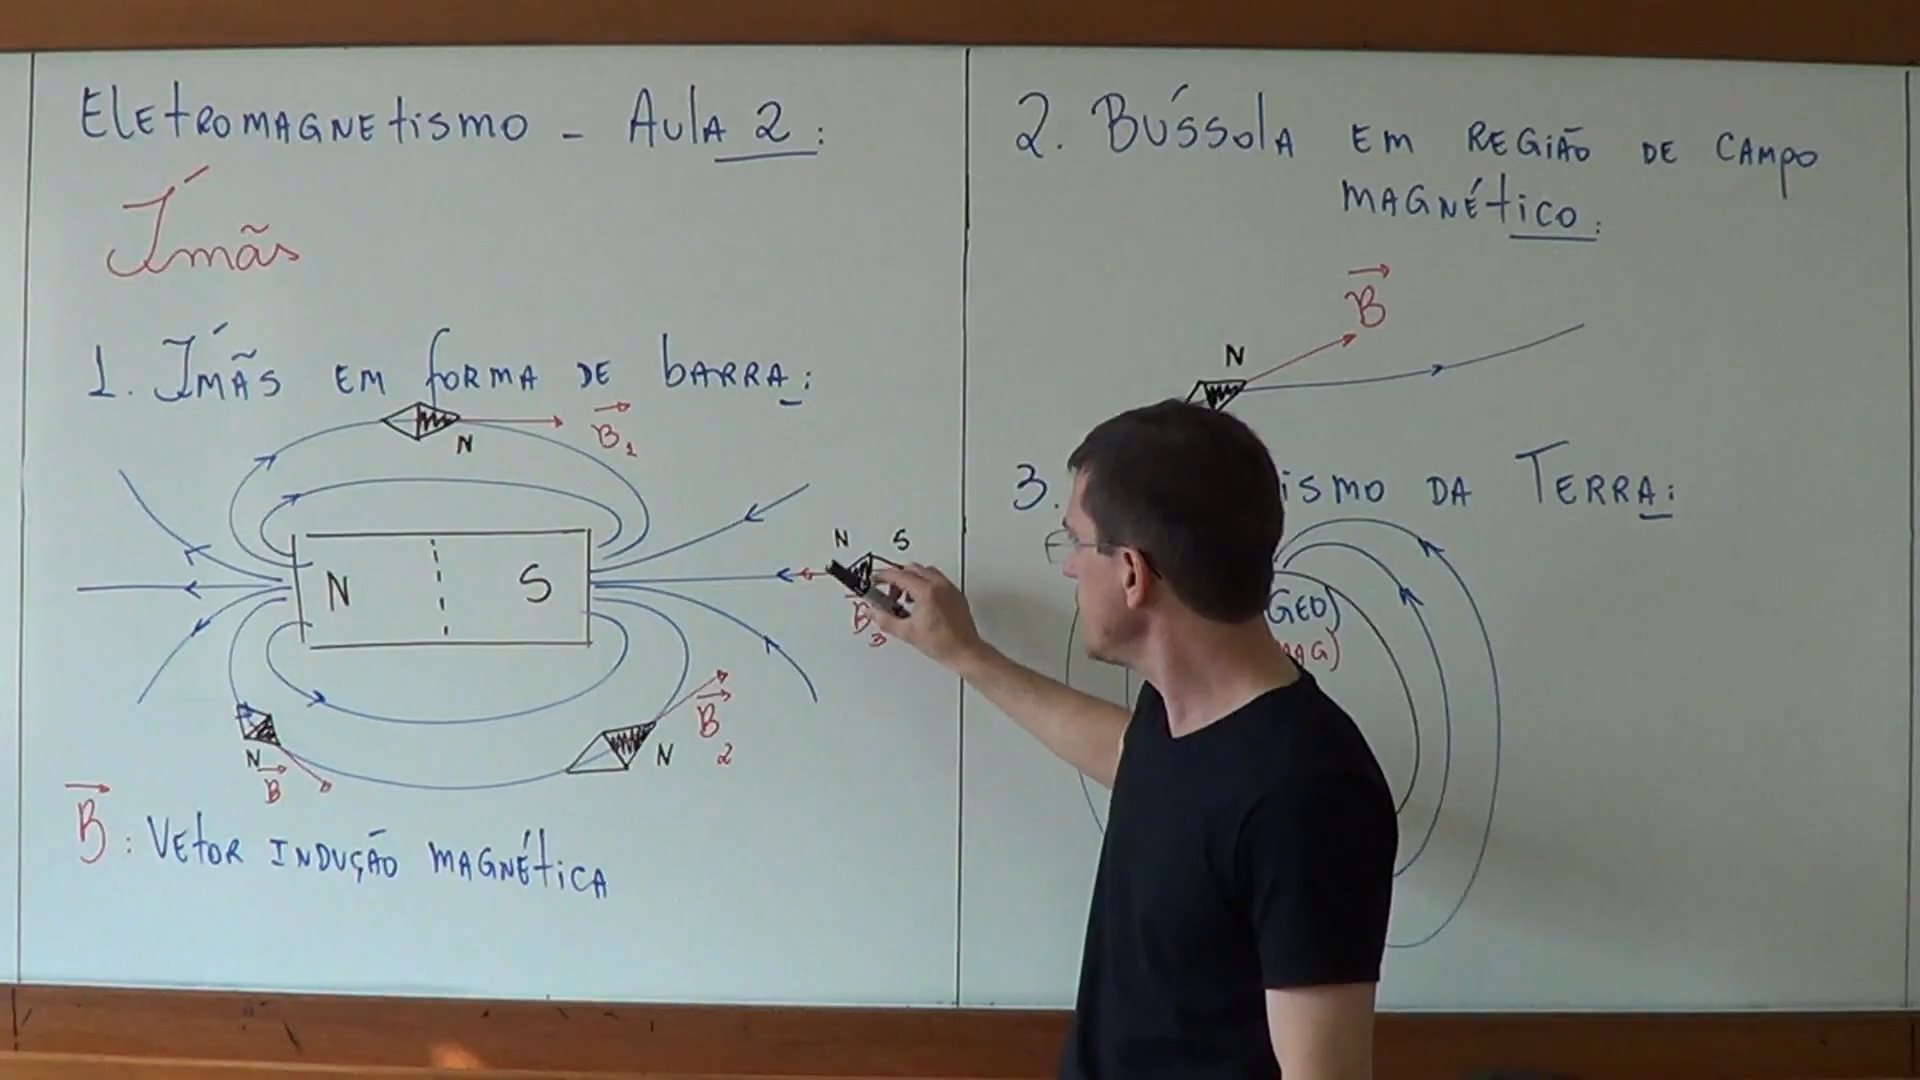 Eletromagnetismo - Aula 2:
Ímãs
1. Ímãs em forma de barra:
N
B1
N S
N S
B3
N
B
N
B2
B: Vetor indução magnética
2. Bússola em região de campo
magnético:
B
N
3. ismo da Terra:
GEO)
AG)